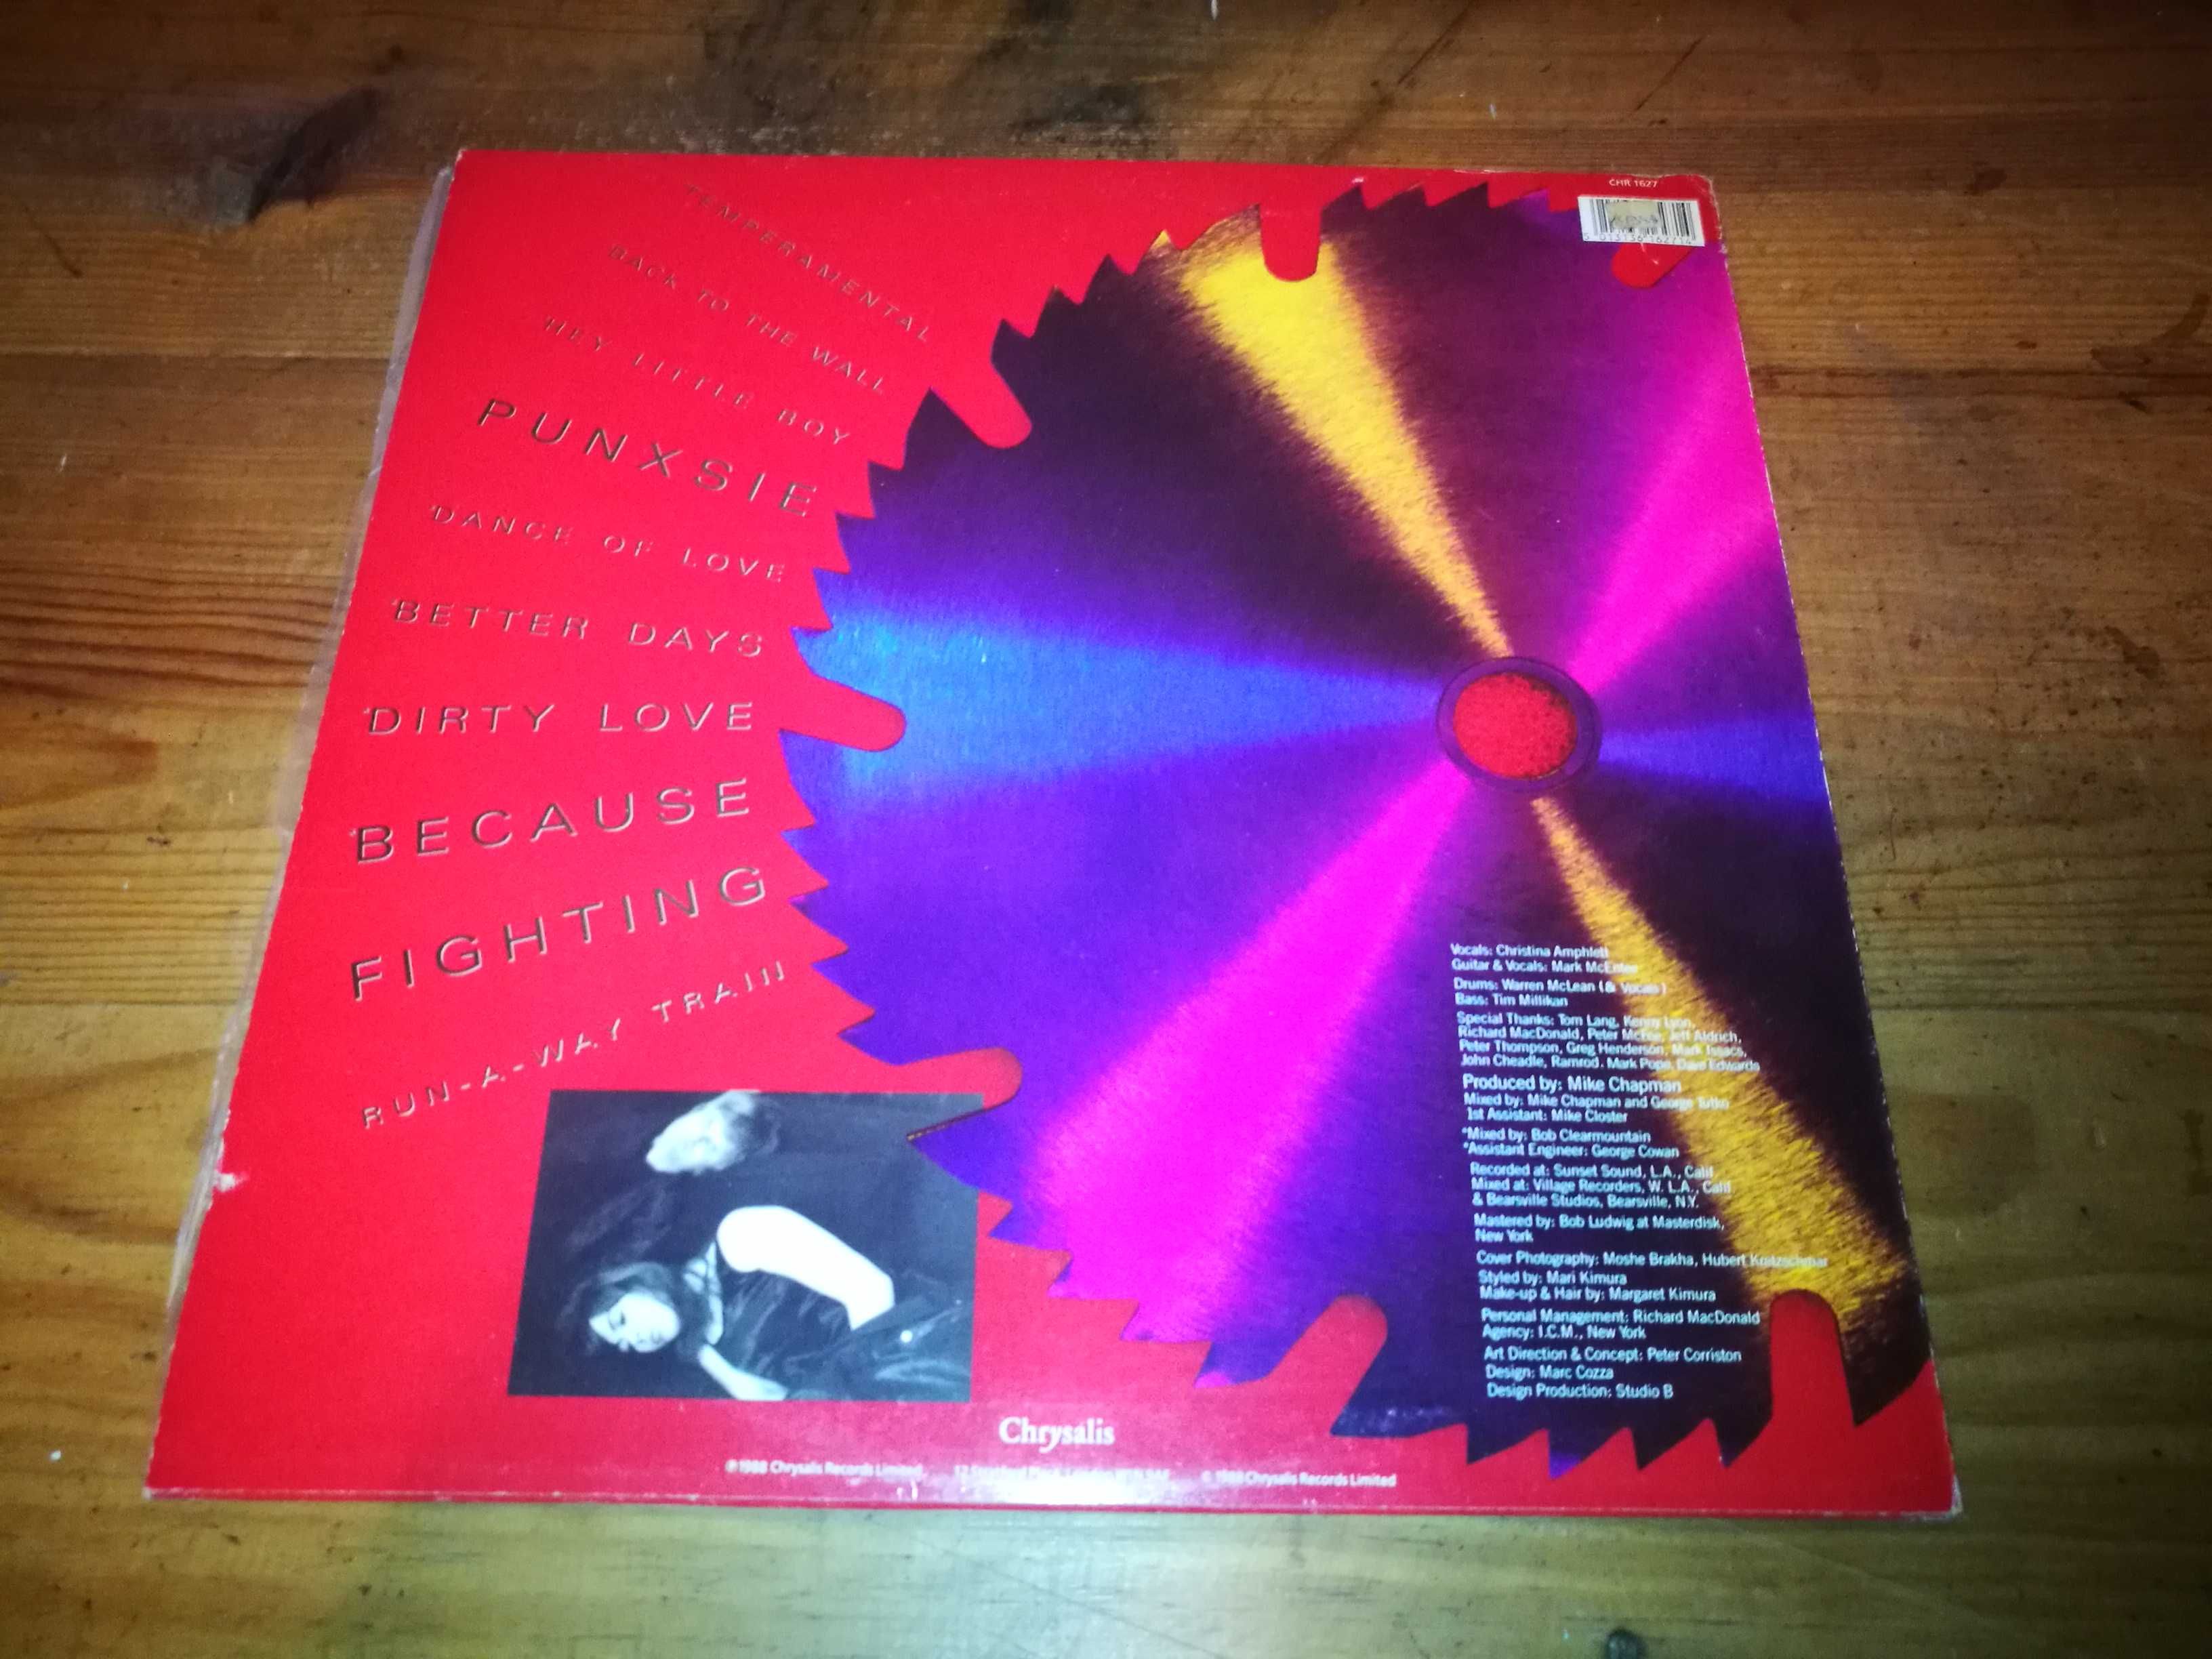 CHR 1627
TEMPERAMENTAL
BACK TO THE WALL
*HEY LITTLE BOY
PUNXSIE
*DANCE OF LOVE
*BETTER DAYS
*DIRTY LOVE
*BECAUSE
FIGHTING
RUN-A-WAY TRAIN
Vocals: Christina Amphlett
Guitar & Vocals: Mark McEntee
Drums: Warren McLean (& Vocals)
Bass: Tim Millikan
Special Thanks: Tom Lang, Kenny Lyon,
Richard MacDonald, Peter McFee, Jeff Aldrich,
Peter Thompson, Greg Henderson, Mark Isaacs,
John Cheadle, Ramrod, Mark Pope, Dave Edwards
Produced by: Mike Chapman
Mixed by: Mike Chapman and George Tutko
1st Assistant: Mike Closter
*Mixed by: Bob Clearmountain
*Assistant Engineer: George Cowan
Recorded at: Sunset Sound, L.A., Calif
Mixed at: Village Recorders, W. L.A., Calif
& Bearsville Studios, Bearsville, N.Y.
Mastered by: Bob Ludwig at Masterdisk,
New York
Cover Photography: Moshe Brakha, Hubert Kretzschmar
Styled by: Mari Kimura
Make-up & Hair by: Margaret Kimura
Personal Management: Richard MacDonald
Agency: I.C.M., New York
Art Direction & Concept: Peter Corriston
Design: Marc Cozza
Design Production: Studio B
Chrysalis
℗ 1988 Chrysalis Records Limited © 1988 Chrysalis Records Limited